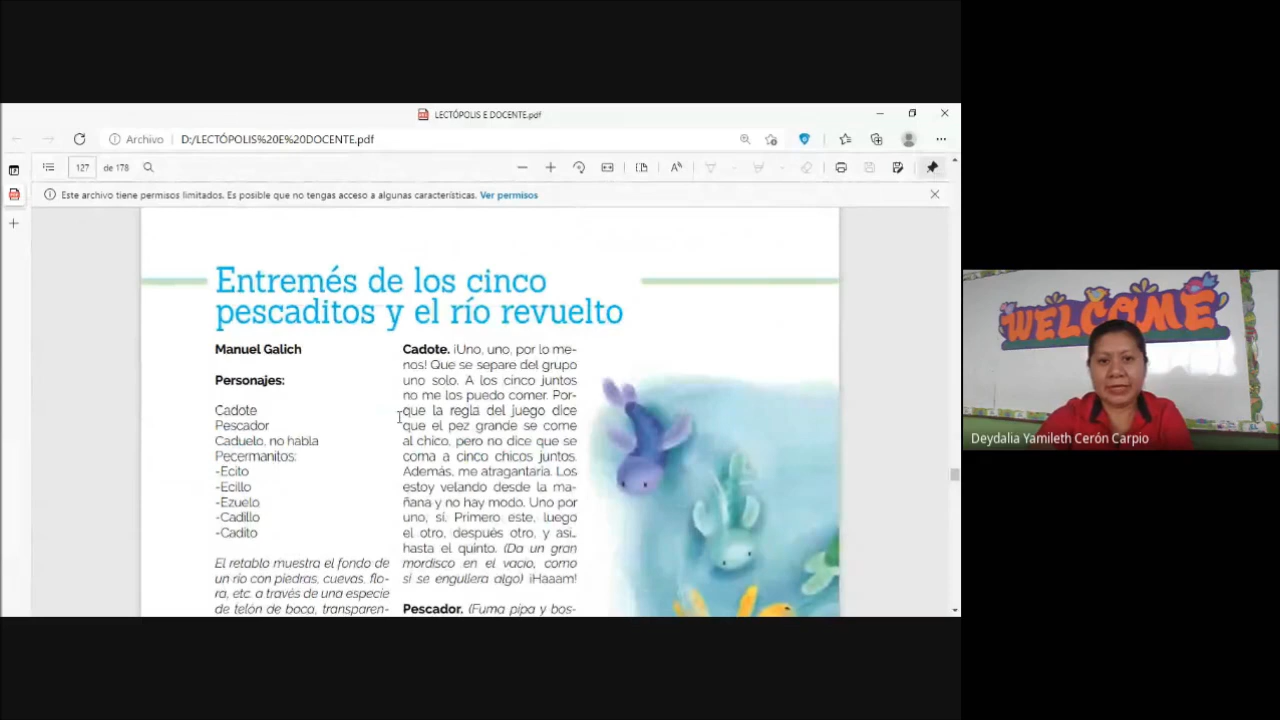 LECTÓPOLIS E DOCENTE.pdf
Archivo
D:/LECTÓPOLIS%20E%20DOCENTE.pdf
127 de 178
Este archivo tiene permisos limitados. Es posible que no tengas acceso a algunas características. Ver permisos
Entremés de los cinco
pescaditos y el río revuelto
Manuel Galich
Personajes:
Cadote
Pescador
Caduelo, no habla
Pecermanitos:
-Ecito
-Ecillo
-Ezuelo
-Cadillo
-Cadito
El retablo muestra el fondo de
un río con piedras, cuevas, flo-
ra, etc. a través de una especie
de telón de boca, transparen-
Cadote. ¡Uno, uno, por lo me-
nos! Que se separe del grupo
uno solo. A los cinco juntos
no me los puedo comer. Por-
que la regla del juego dice
que el pez grande se come
al chico, pero no dice que se
coma a cinco chicos juntos.
Además, me atragantaría. Los
estoy velando desde la ma-
ñana y no hay modo. Uno por
uno, sí. Primero este, luego
el otro, después otro, y así…
hasta el quinto. (Da un gran
mordisco en el vacío, como
si se engullera algo) ¡Haaam!
Pescador. (Fuma pipa y bos-
WELCOME
Deydalia Yamileth Cerón Carpio